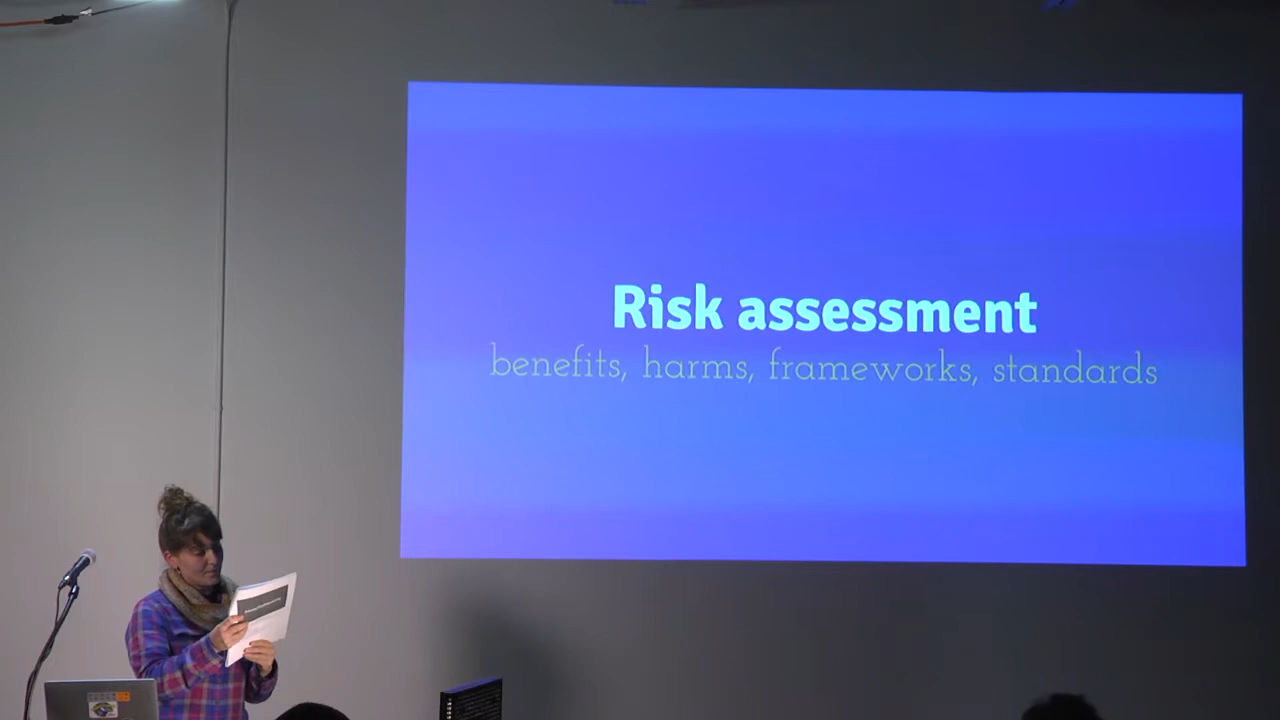 Risk assessment
benefits, harms, frameworks, standards